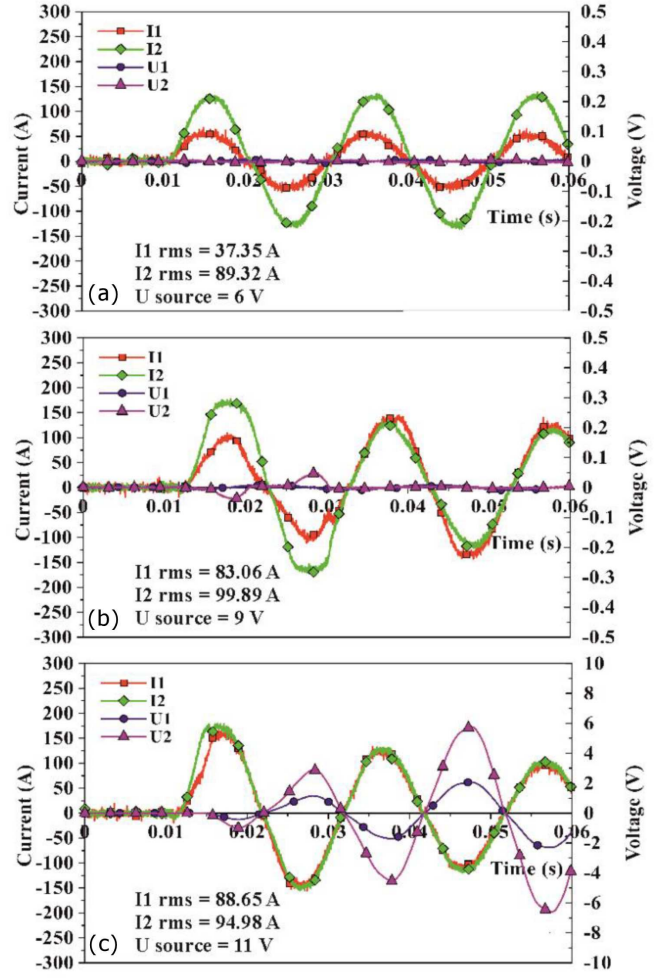 300
250
200
150
100
50
0
-50
-100
-150
-200
-250
-300
Current (A)
I1
I2
U1
U2
0.5
0.4
0.3
0.2
0.1
0
-0.1
-0.2
-0.3
-0.4
-0.5
Voltage (V)
0 0.01 0.02 0.03 0.04 0.05 0.06
Time (s)
I1 rms = 37.35 A
I2 rms = 89.32 A
U source = 6 V
(a)
300
250
200
150
100
50
0
-50
-100
-150
-200
-250
-300
Current (A)
I1
I2
U1
U2
0.5
0.4
0.3
0.2
0.1
0
-0.1
-0.2
-0.3
-0.4
-0.5
Voltage (V)
0 0.01 0.02 0.03 0.04 0.05 0.06
Time (s)
I1 rms = 83.06 A
I2 rms = 99.89 A
U source = 9 V
(b)
300
250
200
150
100
50
0
-50
-100
-150
-200
-250
-300
Current (A)
I1
I2
U1
U2
10
8
6
4
2
0
-2
-4
-6
-8
-10
Voltage (V)
0 0.01 0.02 0.03 0.04 0.05 0.06
Time (s)
I1 rms = 88.65 A
I2 rms = 94.98 A
U source = 11 V
(c)